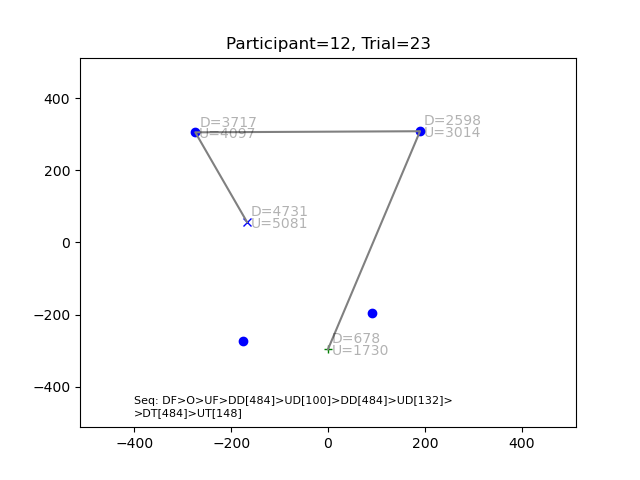 Participant=12, Trial=23
400
200
0
−200
−400
D=3717
U=4097
D=2598
U=3014
D=4731
U=5081
D=678
U=1730
Seq: DF>O>UF>DD[484]>UD[100]>DD[484]>UD[132]>
>DT[484]>UT[148]
−400
−200
0
200
400